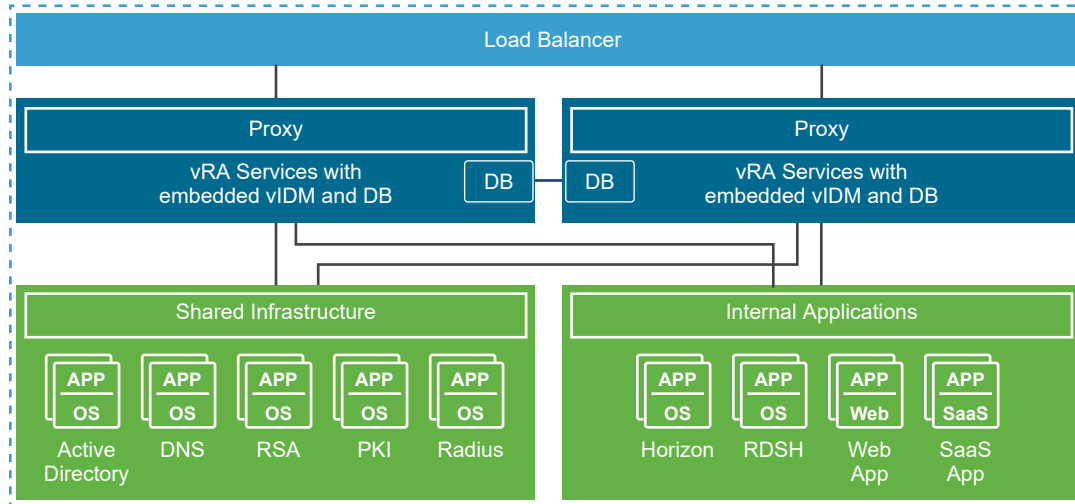 Load Balancer
Proxy
vRA Services with
embedded vIDM and DB
DB
DB
Proxy
vRA Services with
embedded vIDM and DB
Shared Infrastructure
APP
OS
Active
Directory
APP
OS
DNS
APP
OS
RSA
APP
OS
PKI
APP
OS
Radius
Internal Applications
APP
OS
Horizon
APP
OS
RDSH
APP
Web
Web
App
APP
SaaS
SaaS
App